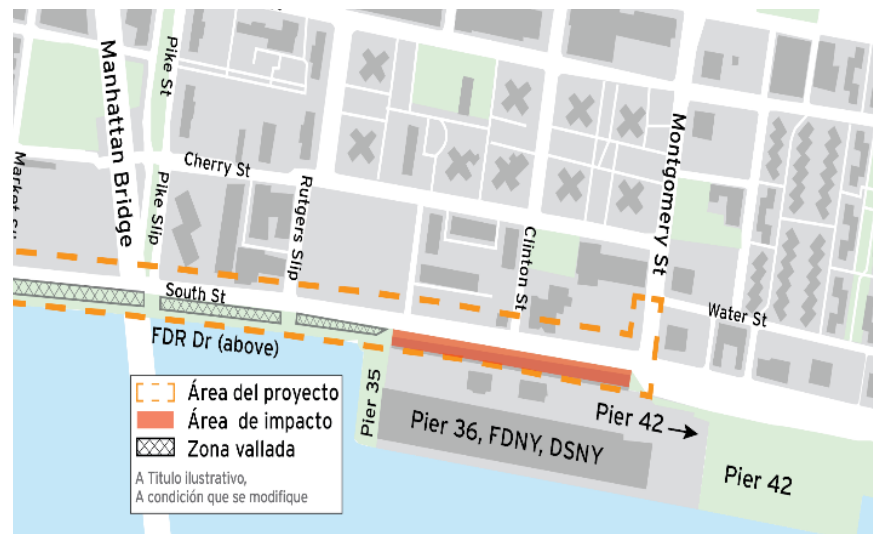 Pike St
Manhattan Bridge
Cherry St
Pike Slip
Rutgers Slip
Montgomery St
Clinton St
South St
Water St
FDR Dr (above)
Pier 35
Área del proyecto
Área de impacto
Zona vallada
A Titulo ilustrativo,
A condición que se modifique
Pier 42
Pier 36, FDNY, DSNY
Pier 42